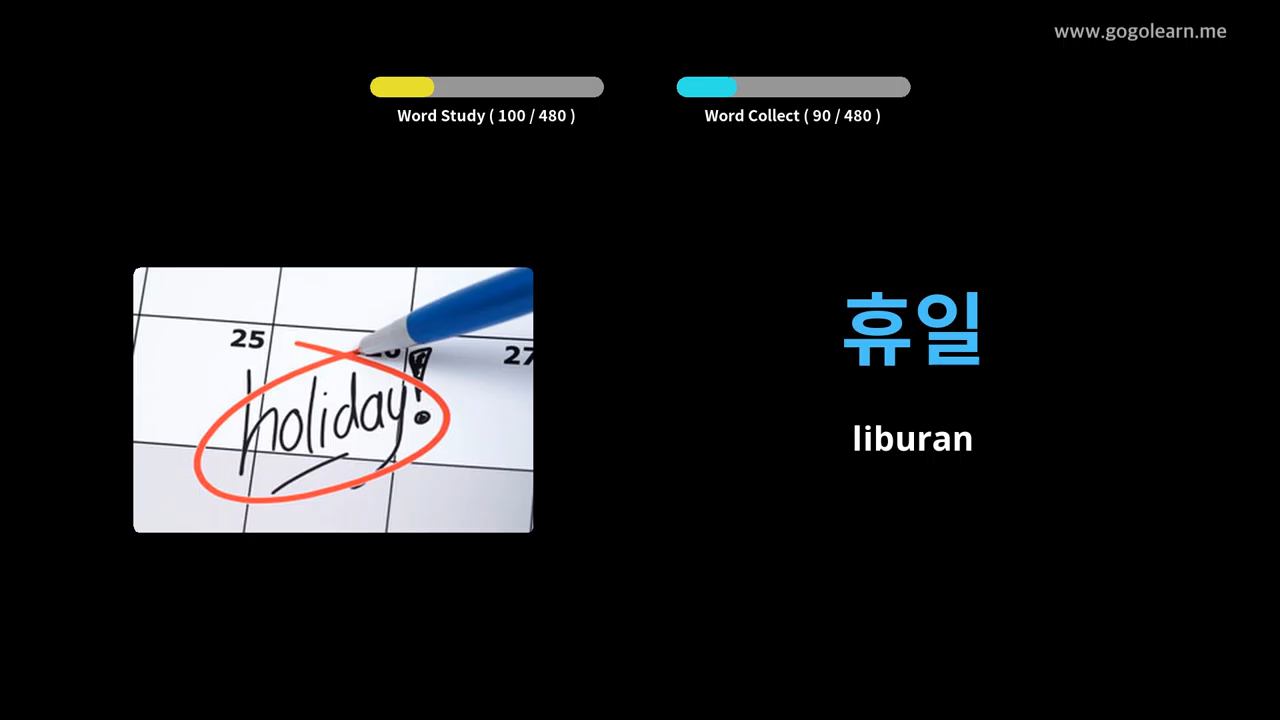 www.gogolearn.me
Word Study ( 100 / 480 )
Word Collect ( 90 / 480 )
25
27
holiday!
휴일
liburan